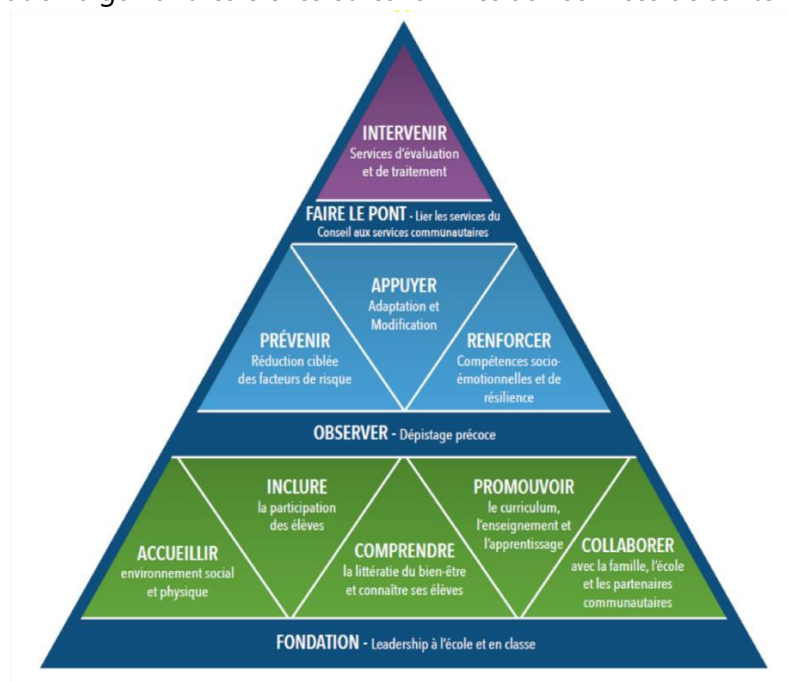 INTERVENIR
Services d'évaluation
et de traitement
FAIRE LE PONT - Lier les services du
Conseil aux services communautaires
APPUYER
Adaptation et
Modification
PRÉVENIR
Réduction ciblée
des facteurs de risque
RENFORCER
Compétences socio-
émotionnelles et de
résilience
OBSERVER - Dépistage précoce
INCLURE
la participation
des élèves
PROMOUVOIR
le curriculum,
l'enseignement et
l'apprentissage
ACCUEILLIR
environnement social
et physique
COMPRENDRE
la littératie du bien-être
et connaître ses élèves
COLLABORER
avec la famille, l'école
et les partenaires
communautaires
FONDATION - Leadership à l'école et en classe